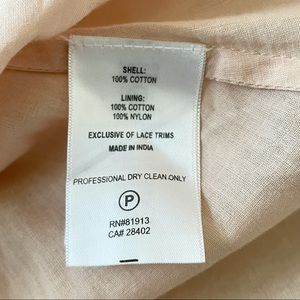 SHELL:
100% COTTON
LINING:
100% COTTON
100% NYLON
EXCLUSIVE OF LACE TRIMS
MADE IN INDIA
PROFESSIONAL DRY CLEAN ONLY
P
RN#81913
CA# 28402